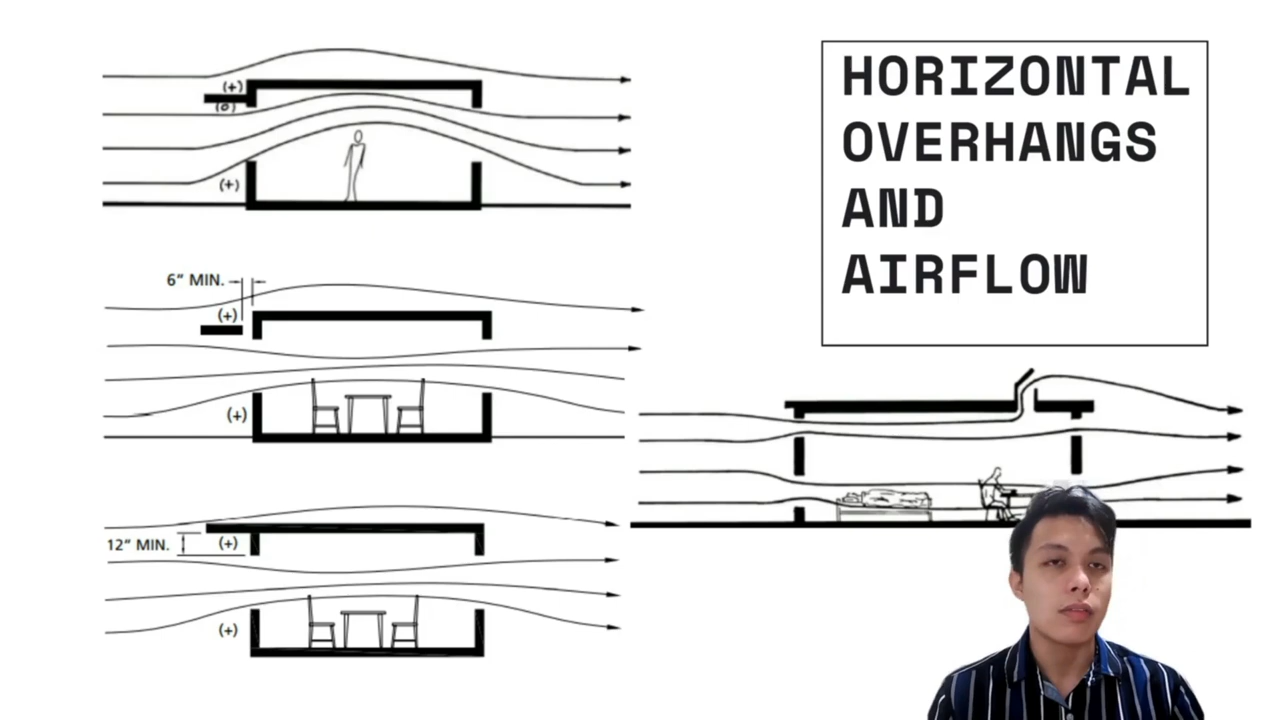 HORIZONTAL
OVERHANGS
AND
AIRFLOW
(+)
(o)
(+)
6" MIN.
(+)
(+)
12" MIN.
(+)
(+)